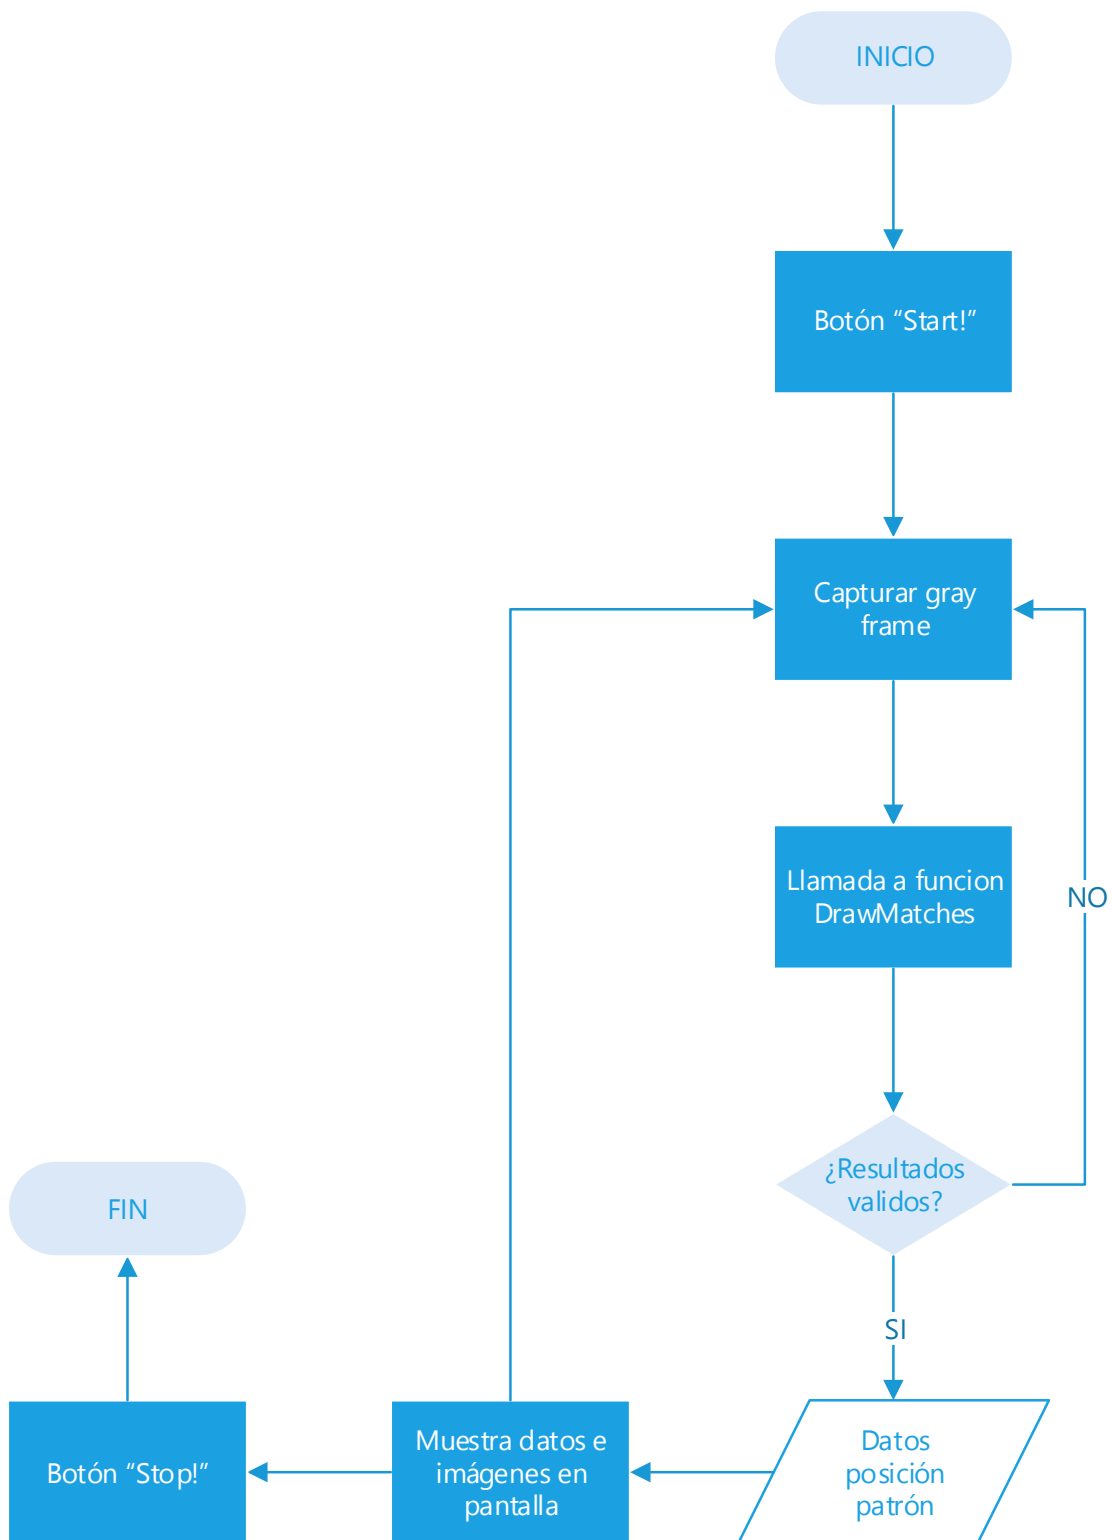 INICIO
Botón “Start!”
Capturar gray
frame
Llamada a funcion
DrawMatches
NO
¿Resultados
validos?
FIN
SI
Datos
posición
patrón
Muestra datos e
imágenes en
pantalla
Botón “Stop!”